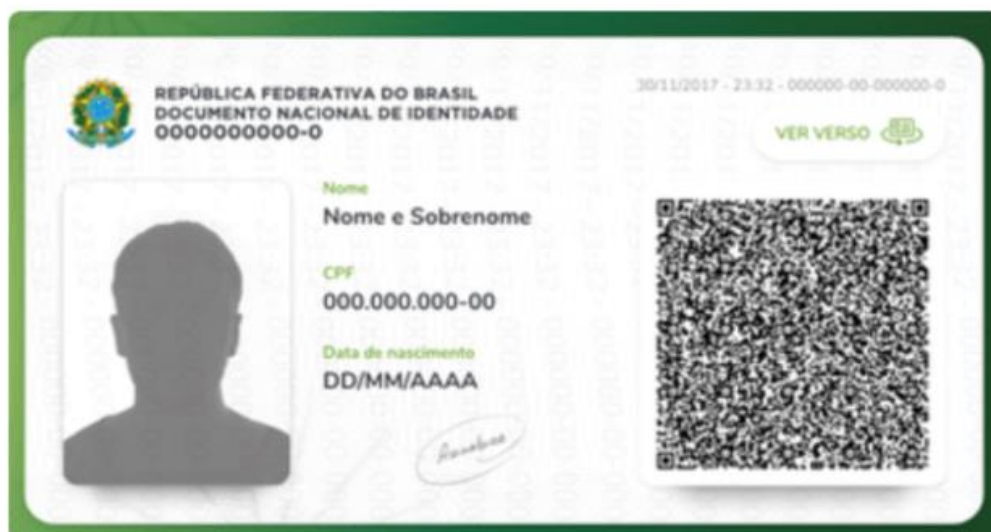 REPÚBLICA FEDERATIVA DO BRASIL
DOCUMENTO NACIONAL DE IDENTIDADE
0000000000-0
30/11/2017 - 23:32 - 000000-00-000000-0
VER VERSO
Nome
Nome e Sobrenome
CPF
000.000.000-00
Data de nascimento
DD/MM/AAAA